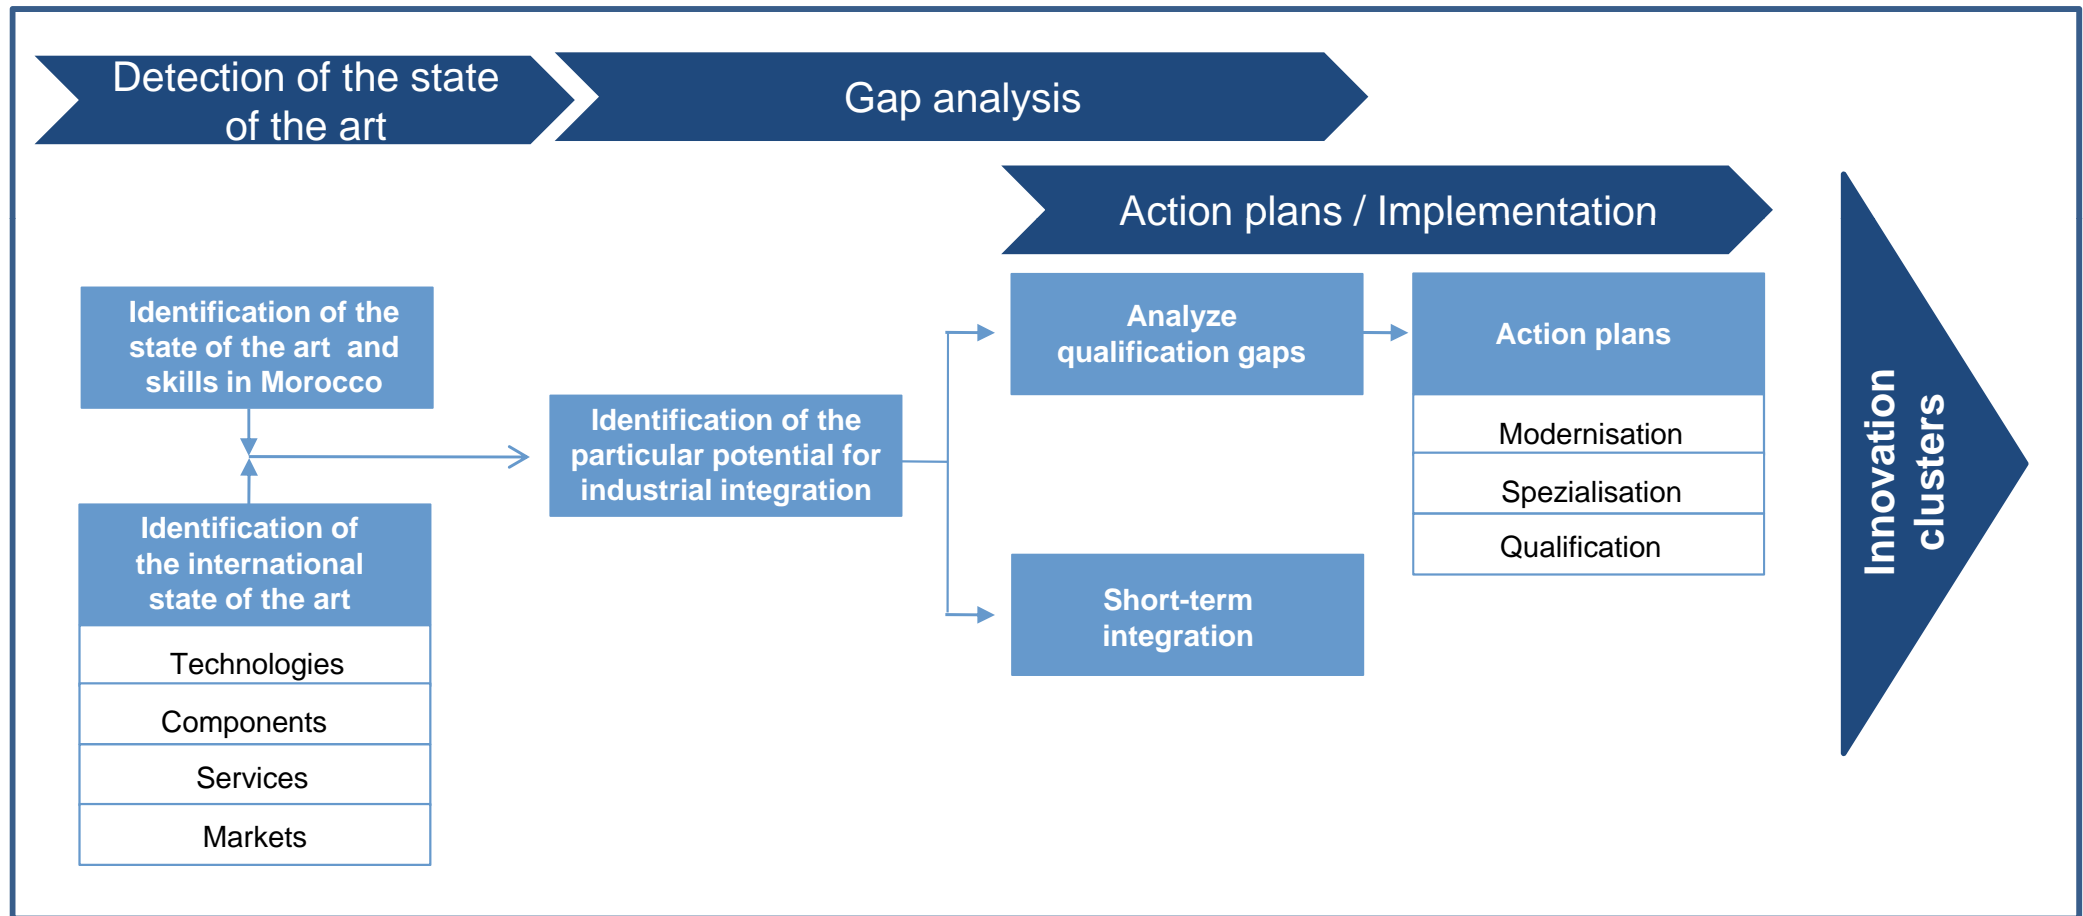 Detection of the state
of the art
Gap analysis
Action plans / Implementation
Identification of the
state of the art and
skills in Morocco
Identification of
the international
state of the art
Technologies
Components
Services
Markets
Identification of the
particular potential for
industrial integration
Analyze
qualification gaps
Short-term
integration
Action plans
Modernisation
Spezialisation
Qualification
Innovation
clusters